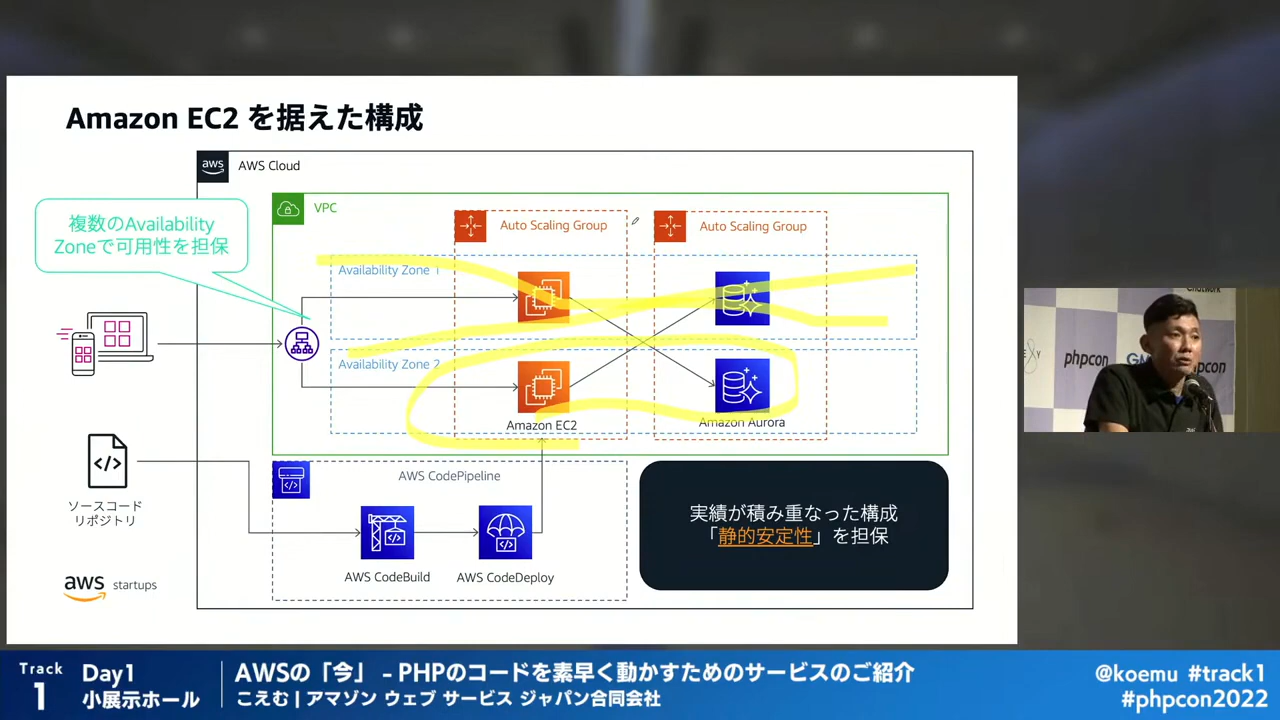 Amazon EC2 を据えた構成
aws
AWS Cloud
VPC
複数のAvailability
Zoneで可用性を担保
Auto Scaling Group
Auto Scaling Group
Availability Zone 1
Availability Zone 2
Amazon EC2
Amazon Aurora
ソースコード
リポジトリ
AWS CodePipeline
AWS CodeBuild
AWS CodeDeploy
実績が積み重なった構成
「静的安定性」を担保
aws startups
phpcon
phpcon
Track
1
Day1
小展示ホール
AWSの「今」 – PHPのコードを素早く動かすためのサービスのご紹介
こえむ | アマゾン ウェブ サービス ジャパン合同会社
@koemu #track1
#phpcon2022